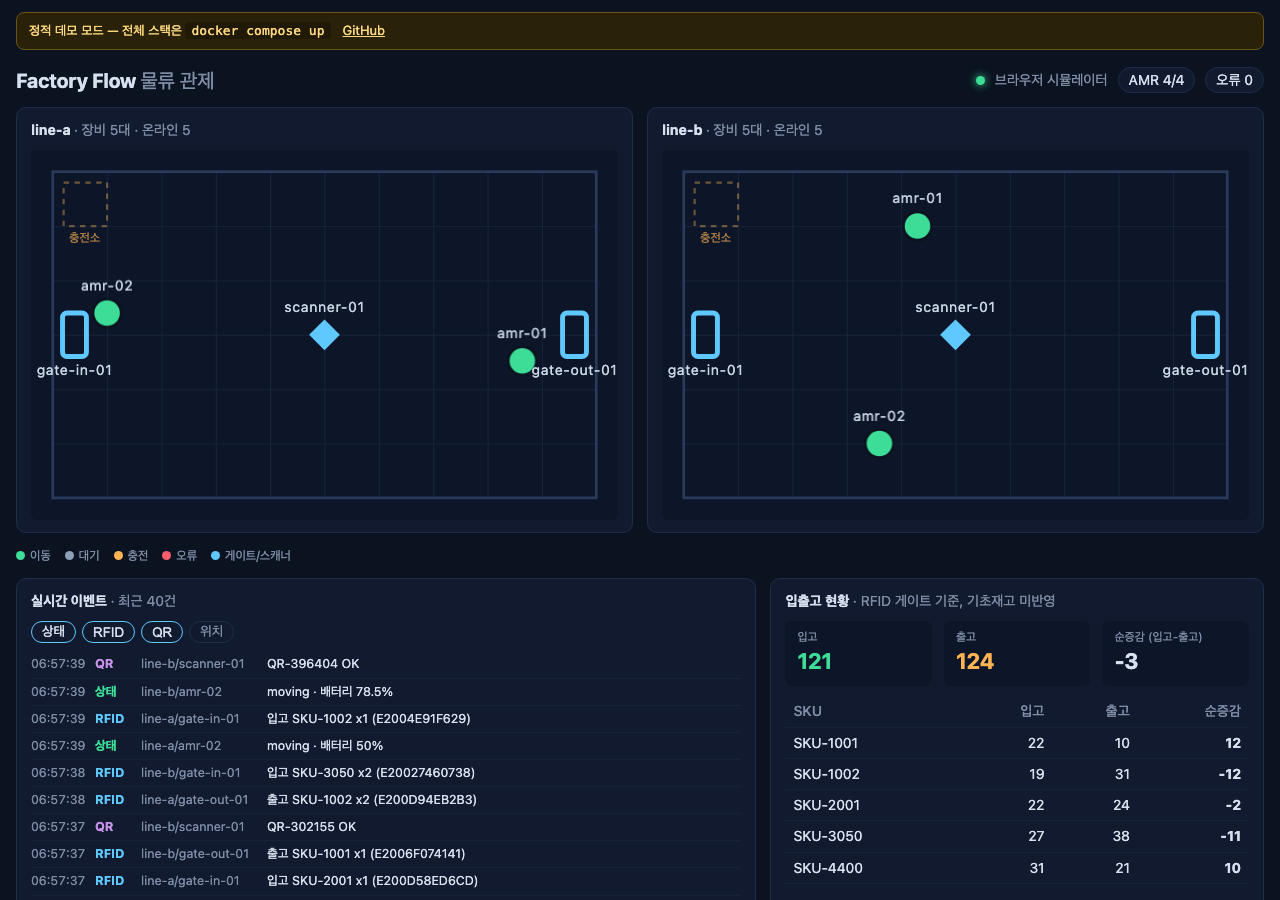 정적 데모 모드 — 전체 스택은 docker compose up GitHub
Factory Flow 물류 관제
브라우저 시뮬레이터 AMR 4/4 오류 0
line-a · 장비 5대 · 온라인 5
충전소
amr-02
scanner-01
amr-01
gate-in-01
gate-out-01
line-b · 장비 5대 · 온라인 5
amr-01
충전소
scanner-01
gate-in-01
gate-out-01
amr-02
이동 대기 충전 오류 게이트/스캐너
실시간 이벤트 · 최근 40건
상태 RFID QR 위치
06:57:39 QR line-b/scanner-01 QR-396404 OK
06:57:39 상태 line-b/amr-02 moving · 배터리 78.5%
06:57:39 RFID line-a/gate-in-01 입고 SKU-1002 x1 (E2004E91F629)
06:57:39 상태 line-a/amr-02 moving · 배터리 50%
06:57:38 RFID line-b/gate-in-01 입고 SKU-3050 x2 (E20027460738)
06:57:38 RFID line-a/gate-out-01 출고 SKU-1002 x2 (E200D94EB2B3)
06:57:37 QR line-b/scanner-01 QR-302155 OK
06:57:37 RFID line-b/gate-out-01 출고 SKU-1001 x1 (E2006F074141)
06:57:37 RFID line-a/gate-in-01 입고 SKU-2001 x1 (E200D58ED6CD)
입출고 현황 · RFID 게이트 기준, 기초재고 미반영
입고 출고 순증감 (입고-출고)
121 124 -3
SKU 입고 출고 순증감
SKU-1001 22 10 12
SKU-1002 19 31 -12
SKU-2001 22 24 -2
SKU-3050 27 38 -11
SKU-4400 31 21 10